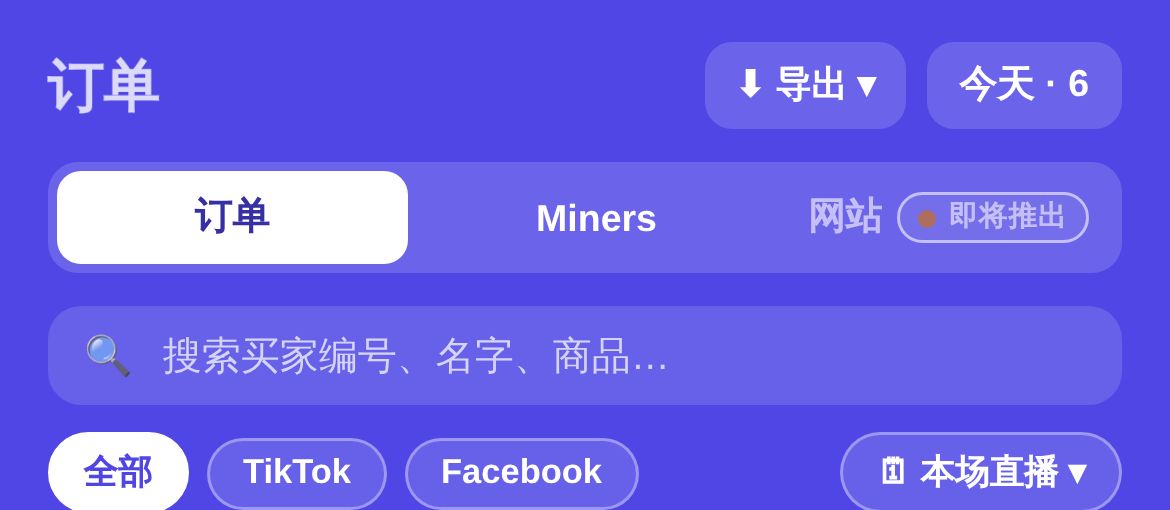 订单
⬇ 导出 ▾
今天 · 6
订单
Miners
网站
即将推出
搜索买家编号、名字、商品…
全部
TikTok
Facebook
本场直播 ▾